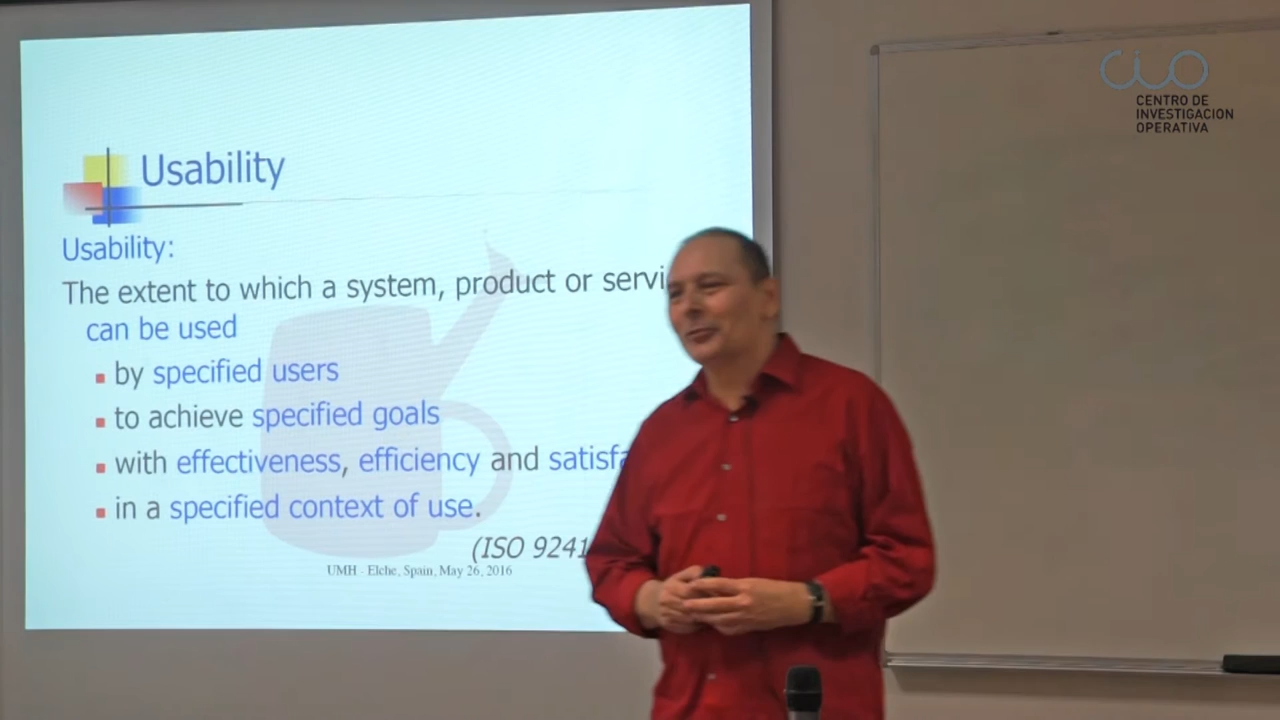 Usability
Usability:
The extent to which a system, product or servi
can be used
by specified users
to achieve specified goals
with effectiveness, efficiency and satisfa
in a specified context of use.
(ISO 9241
UMH - Elche, Spain, May 26, 2016
CIO
CENTRO DE
INVESTIGACION
OPERATIVA